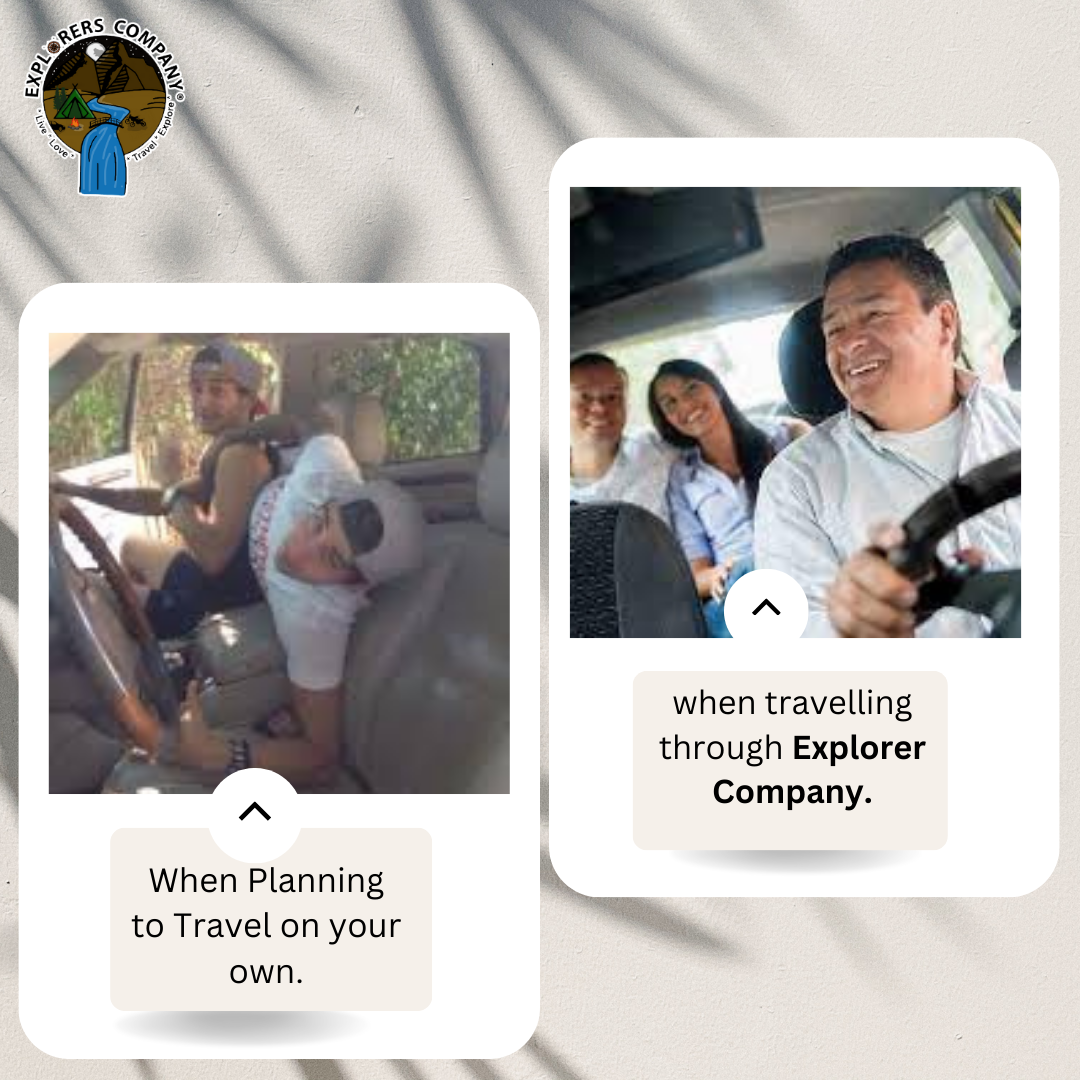 EXPLORERS COMPANY
Live • Love • Travel • Explore
When Planning
to Travel on your
own.
when travelling
through Explorer
Company.